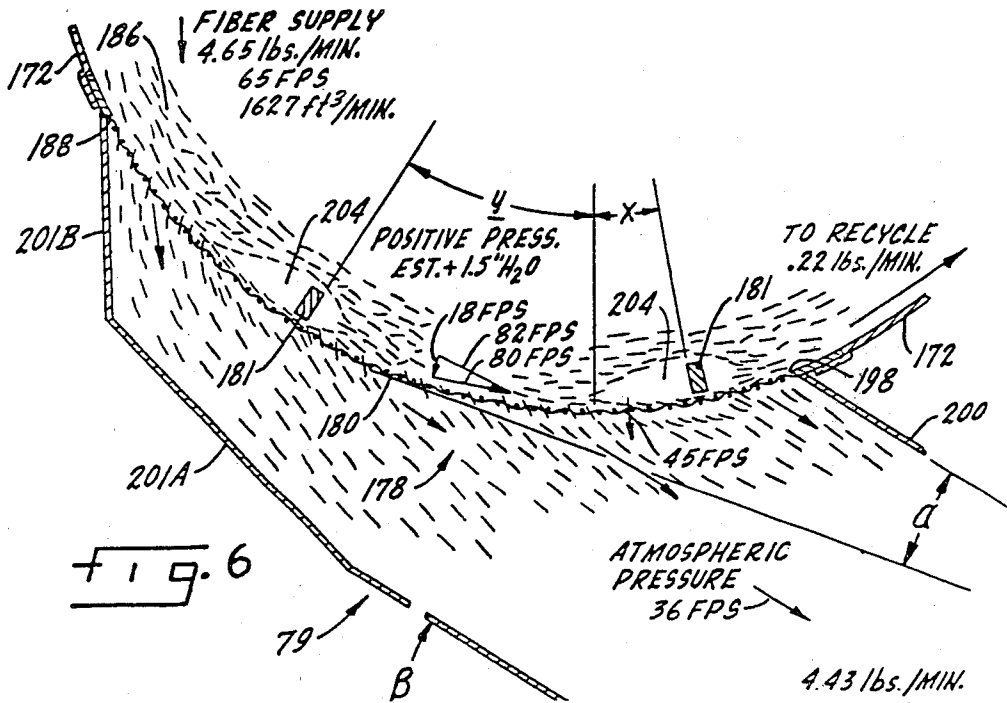 FIBER SUPPLY
4.65 lbs./MIN.
65 FPS
1627 ft³/MIN.
186
172
188
201B
204
y
X
POSITIVE PRESS.
EST. + 1.5" H₂O
TO RECYCLE
.22 lbs./MIN.
18 FPS
82 FPS
80 FPS
204
181
172
181
198
180
200
45 FPS
201A
178
a
fig. 6
ATMOSPHERIC
PRESSURE
36 FPS
79
B
4.43 lbs./MIN.